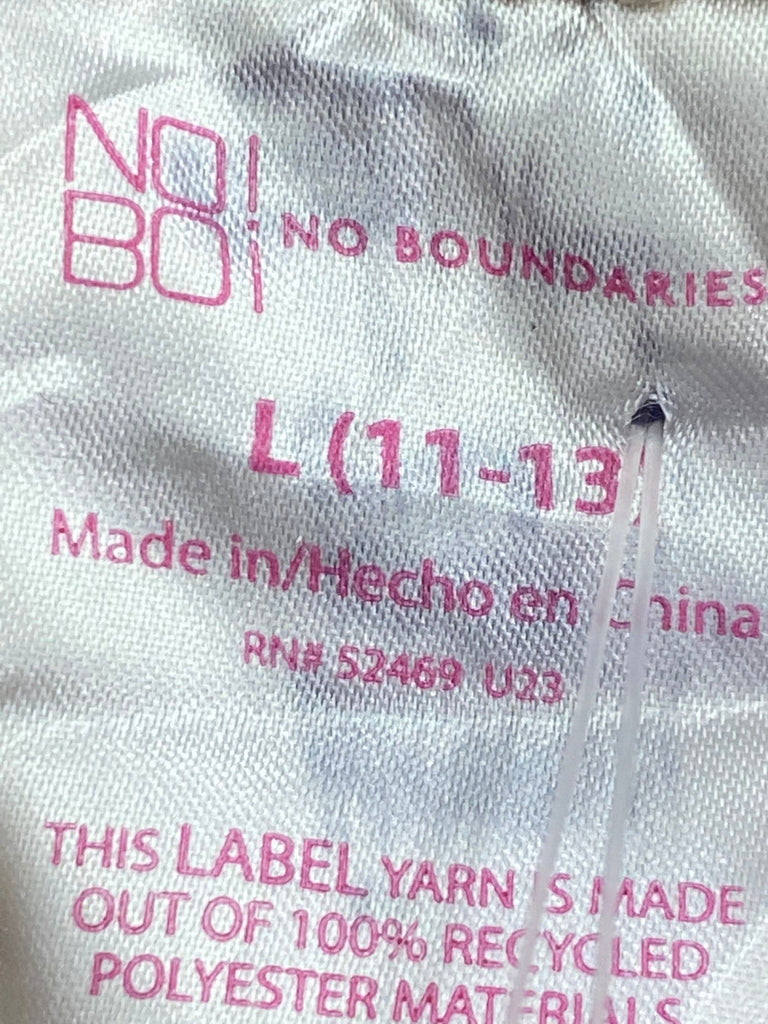 NO
BO
NO BOUNDARIES
L (11-13)
Made in/Hecho en China
RN# 52469 U23
THIS LABEL YARN IS MADE
OUT OF 100% RECYCLED
POLYESTER MATERIALS